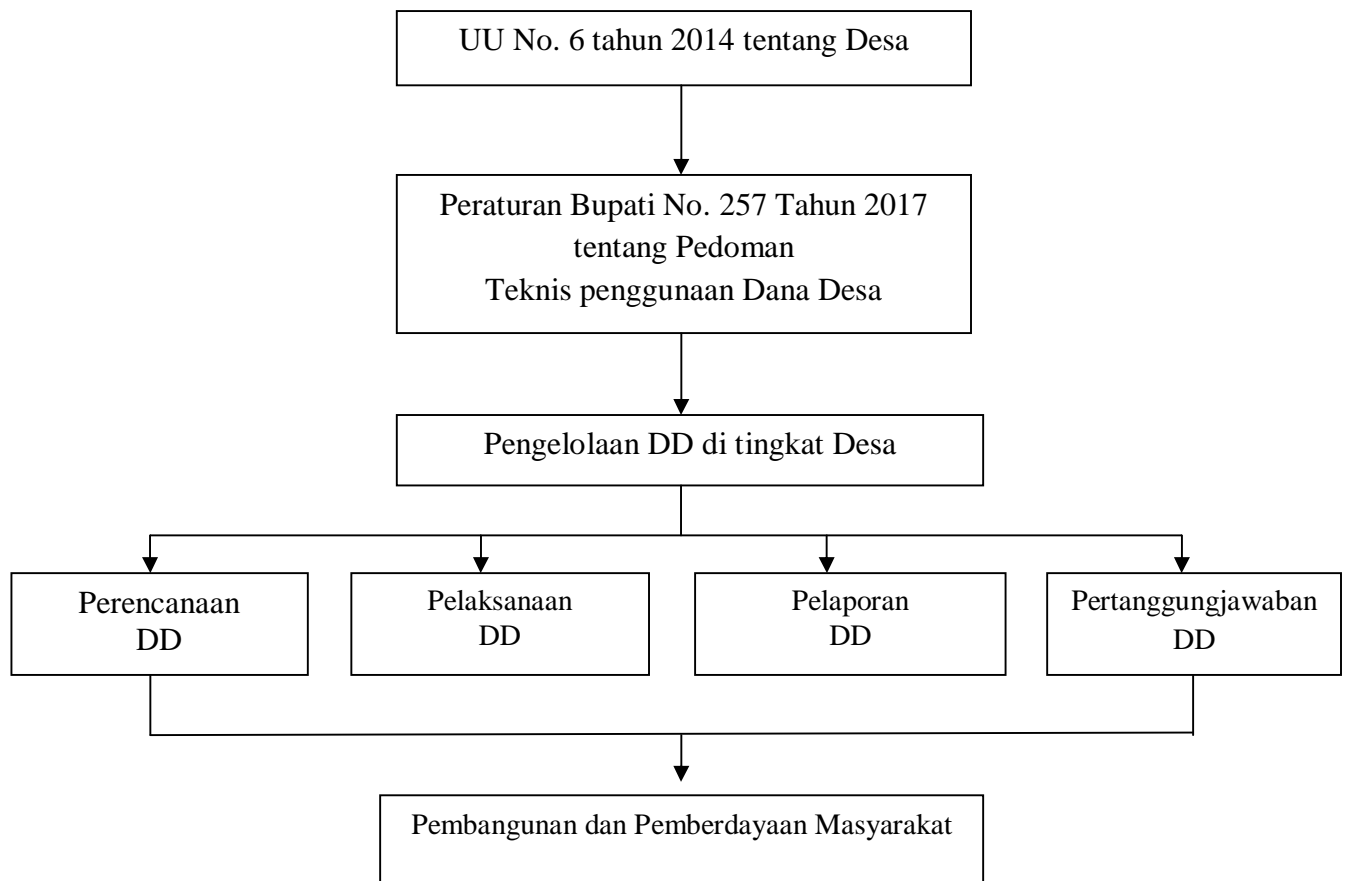 UU No. 6 tahun 2014 tentang Desa
Peraturan Bupati No. 257 Tahun 2017
tentang Pedoman
Teknis penggunaan Dana Desa
Pengelolaan DD di tingkat Desa
Perencanaan
DD
Pelaksanaan
DD
Pelaporan
DD
Pertanggungjawaban
DD
Pembangunan dan Pemberdayaan Masyarakat